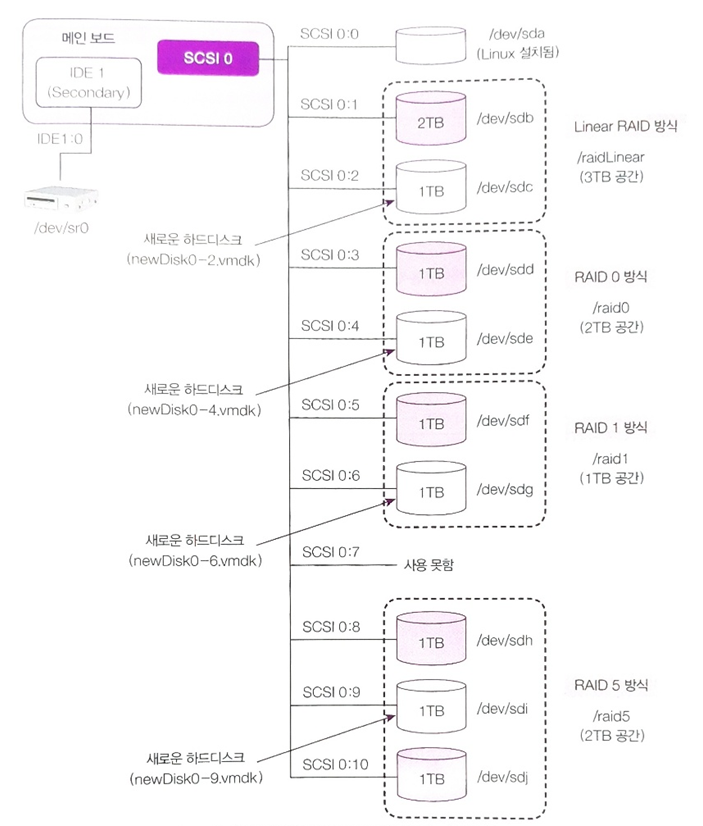 메인 보드
SCSI 0
IDE 1
(Secondary)
IDE1:0
/dev/sr0
SCSI 0:0
/dev/sda
(Linux 설치됨)
SCSI 0:1
2TB
/dev/sdb
Linear RAID 방식
/raidLinear
(3TB 공간)
SCSI 0:2
1TB
/dev/sdc
새로운 하드디스크
(newDisk0-2.vmdk)
SCSI 0:3
1TB
/dev/sdd
RAID 0 방식
/raid0
(2TB 공간)
SCSI 0:4
1TB
/dev/sde
새로운 하드디스크
(newDisk0-4.vmdk)
SCSI 0:5
1TB
/dev/sdf
RAID 1 방식
/raid1
(1TB 공간)
SCSI 0:6
1TB
/dev/sdg
새로운 하드디스크
(newDisk0-6.vmdk)
SCSI 0:7
사용 못함
SCSI 0:8
1TB
/dev/sdh
RAID 5 방식
/raid5
(2TB 공간)
SCSI 0:9
1TB
/dev/sdi
새로운 하드디스크
(newDisk0-9.vmdk)
SCSI 0:10
1TB
/dev/sdj